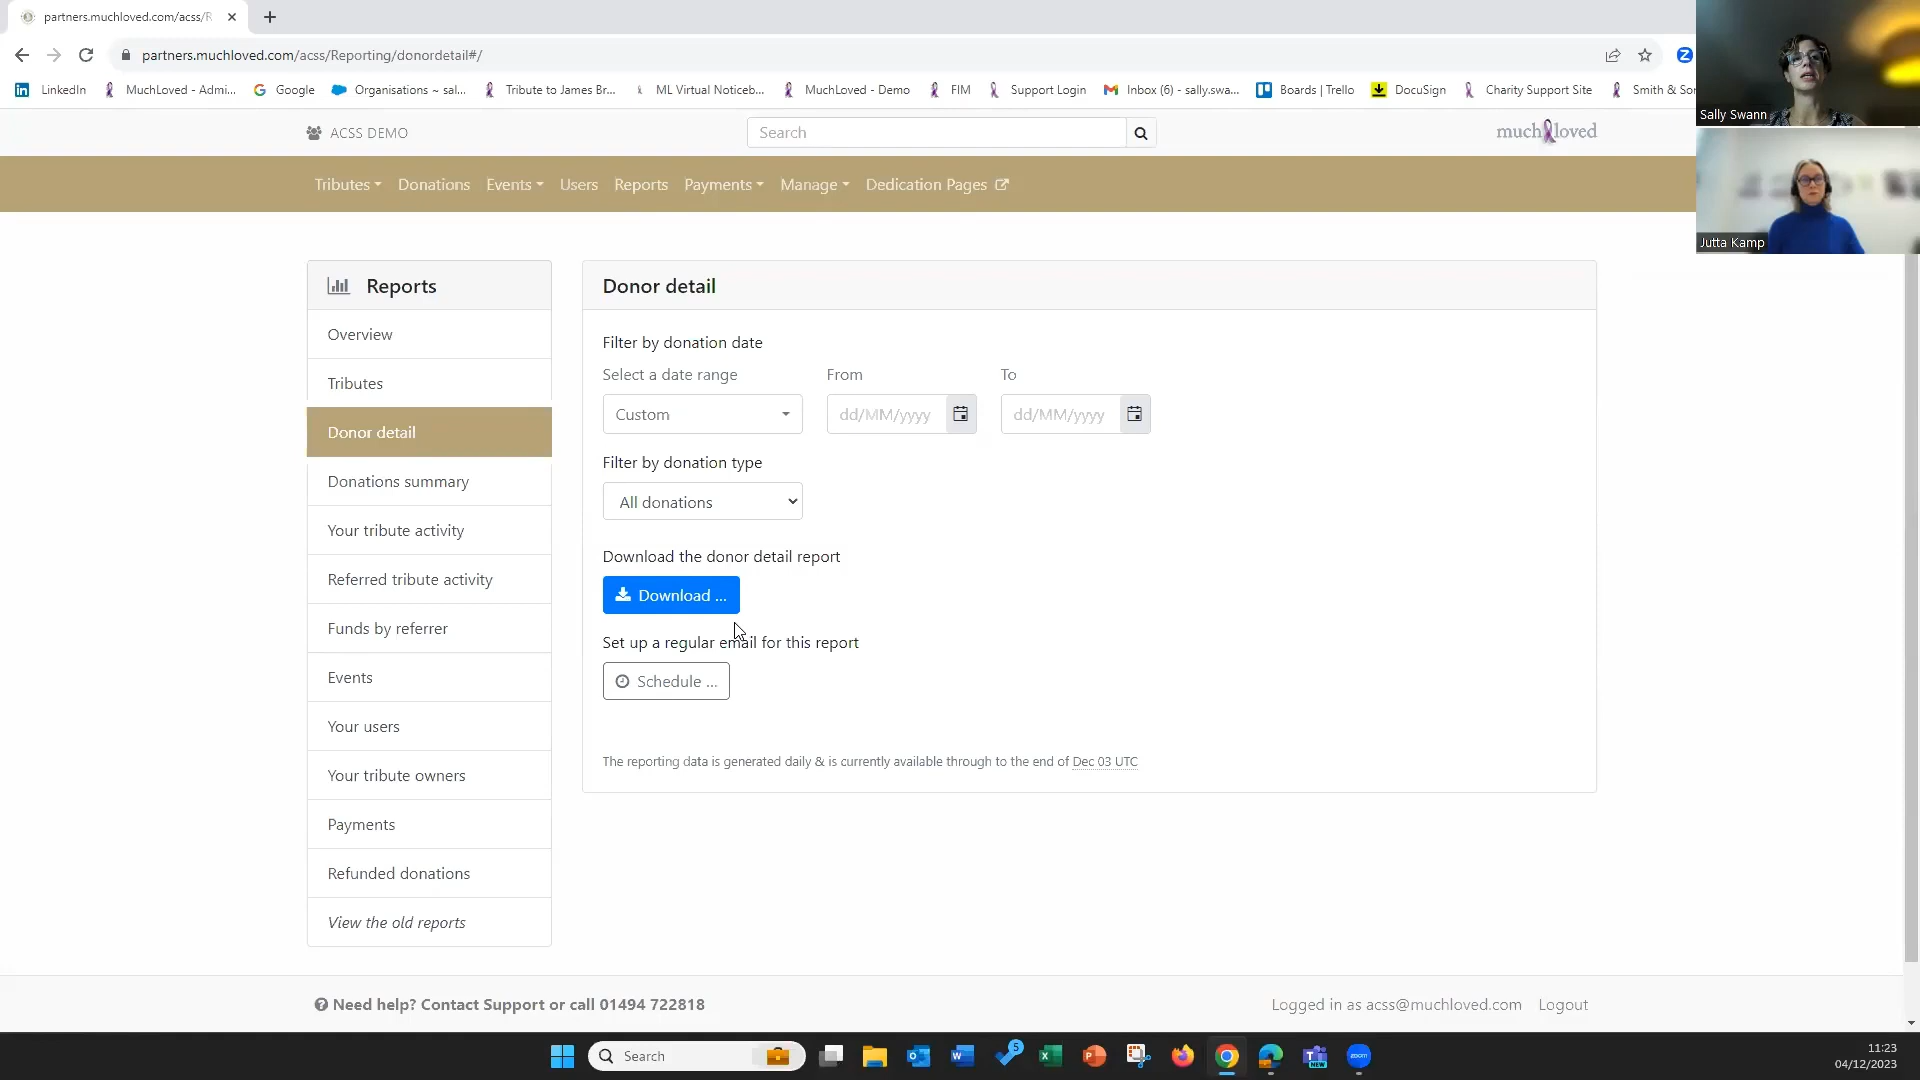 partners.muchloved.com/acss/R
partners.muchloved.com/acss/Reporting/donordetail#/
LinkedIn
MuchLoved - Admi...
Google
Organisations ~ sal...
Tribute to James Br...
ML Virtual Noticeb...
MuchLoved - Demo
FIM
Support Login
Inbox (6) - sally.swa...
Boards | Trello
DocuSign
Charity Support Site
Smith & So
Sally Swann
Jutta Kamp
ACSS DEMO
Search
much loved
Tributes
Donations
Events
Users
Reports
Payments
Manage
Dedication Pages
Reports
Overview
Tributes
Donor detail
Donations summary
Your tribute activity
Referred tribute activity
Funds by referrer
Events
Your users
Your tribute owners
Payments
Refunded donations
View the old reports
Donor detail
Filter by donation date
Select a date range
From
To
Custom
dd/MM/yyyy
dd/MM/yyyy
Filter by donation type
All donations
Download the donor detail report
Download ...
Set up a regular email for this report
Schedule ...
The reporting data is generated daily & is currently available through to the end of Dec 03 UTC
Need help? Contact Support or call 01494 722818
Logged in as acss@muchloved.com
Logout
Search
5
NEW
zoom
11:23
04/12/2023